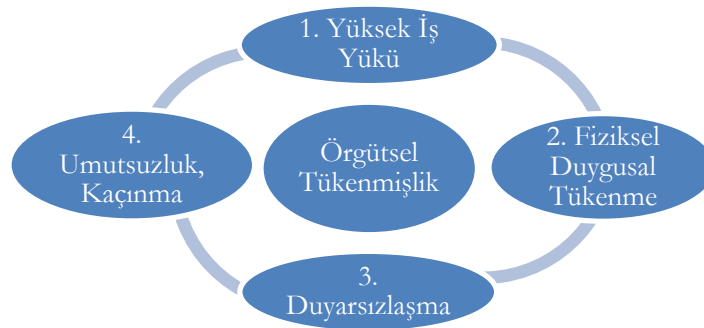 1. Yüksek İş
Yükü
2. Fiziksel
Duygusal
Tükenme
3.
Duyarsızlaşma
4.
Umutsuzluk,
Kaçınma
Örgütsel
Tükenmişlik